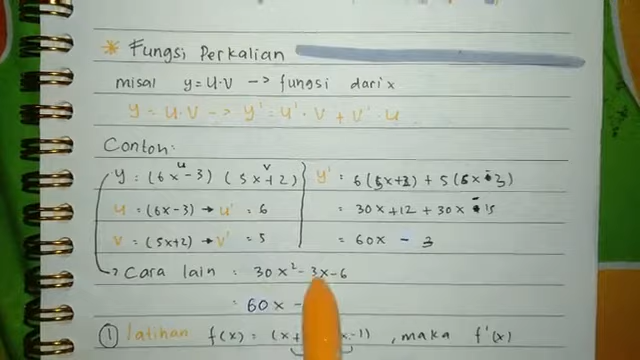 * Fungsi Perkalian
misal y = u.v -> fungsi dari x
y = u.v -> y' = u'.v + v'.u
Contoh:
u v
y = (6x-3) (5x+2) y' = 6(5x+2) + 5(6x-3)
u = (6x-3) → u' = 6 = 30x+12 + 30x - 15
v = (5x+2) → v' = 5 = 60x - 3
→ Cara lain = 30x² - 3x - 6
= 60x -
① latihan f(x) = (x+ x-1) , maka f'(x)